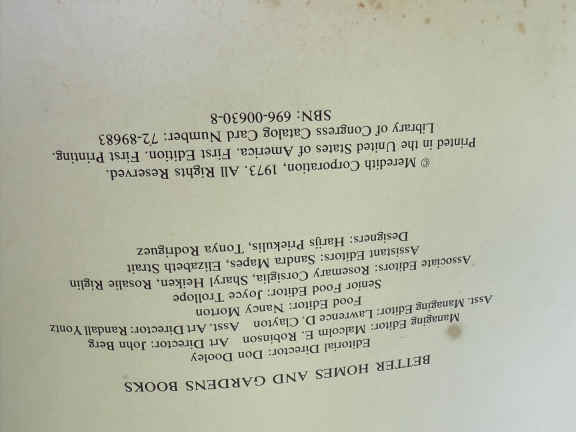 BETTER HOMES AND GARDENS BOOKS
Editorial Director: Don Dooley
Managing Editor: Malcolm E. Robinson Art Director: John Berg
Asst. Managing Editor: Lawrence D. Clayton Asst. Art Director: Randall Yontz
Food Editor: Nancy Morton
Senior Food Editor: Joyce Trollope
Associate Editors: Rosemary Corsiglia, Sharyl Heiken, Rosalie Riglin
Assistant Editors: Sandra Mapes, Elizabeth Strait
Designers: Harijs Priekulis, Tonya Rodriguez
© Meredith Corporation, 1973. All Rights Reserved.
Printed in the United States of America. First Edition. First Printing.
Library of Congress Catalog Card Number: 72-89683
SBN: 696-00630-8